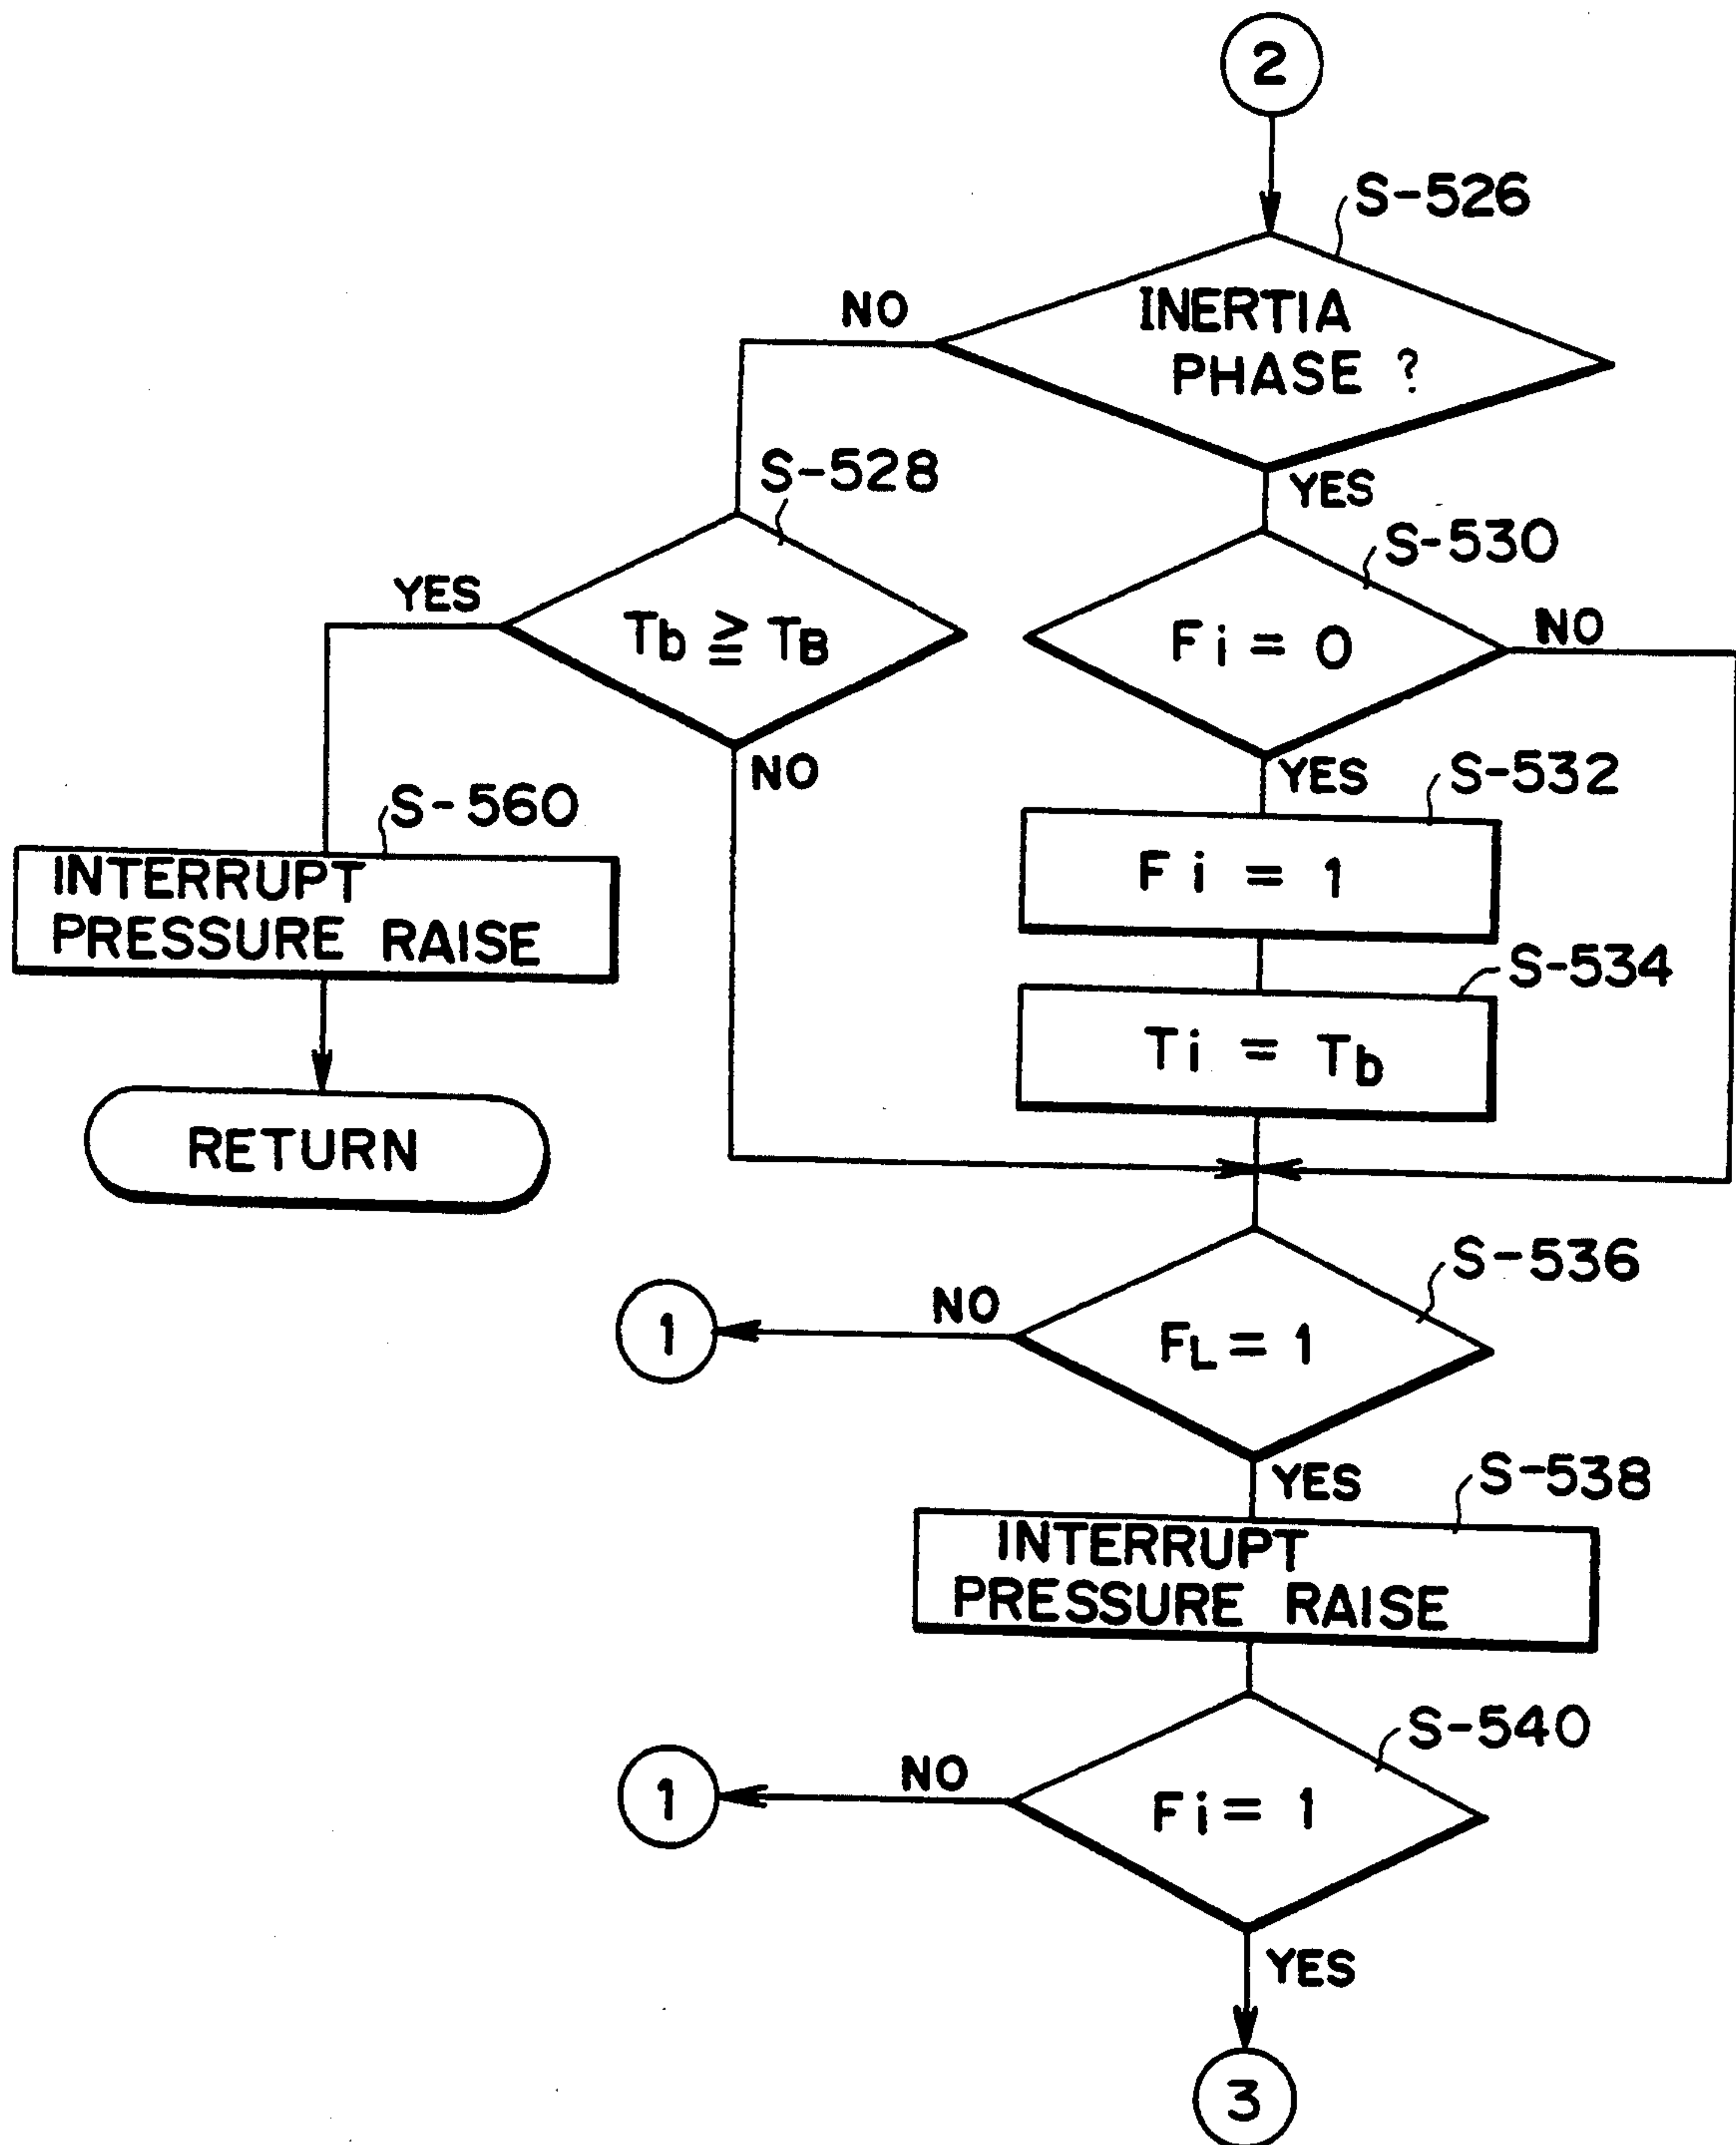 2
S-526
NO
INERTIA
PHASE ?
S-528
YES
S-530
YES
Tb ≧ TB
Fi = 0
NO
NO
YES
S-532
S-560
INTERRUPT
PRESSURE RAISE
Fi = 1
S-534
Ti = Tb
RETURN
S-536
NO
1
FL = 1
YES
S-538
INTERRUPT
PRESSURE RAISE
S-540
NO
1
Fi = 1
YES
3